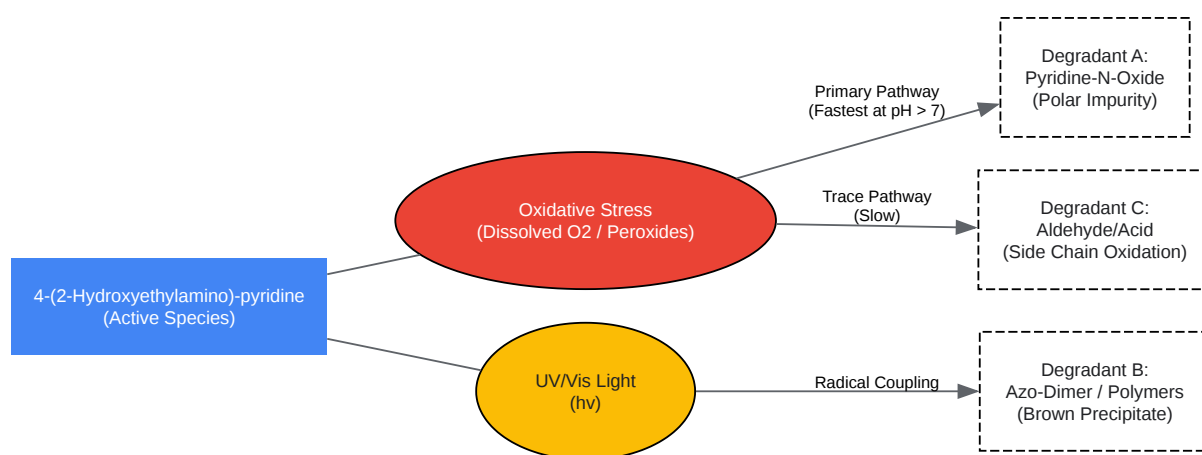 Degradant A:
Pyridine-N-Oxide
(Polar Impurity)
Primary Pathway
(Fastest at pH > 7)
Trace Pathway
(Slow)
Oxidative Stress
(Dissolved O2 / Peroxides)
Degradant C:
Aldehyde/Acid
(Side Chain Oxidation)
4-(2-Hydroxyethylamino)-pyridine
(Active Species)
UV/Vis Light
(hv)
Radical Coupling
Degradant B:
Azo-Dimer / Polymers
(Brown Precipitate)